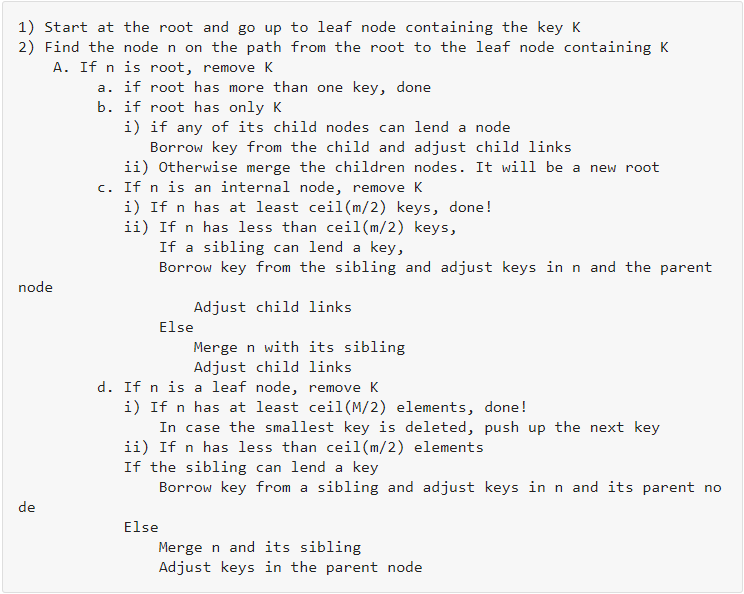 1) Start at the root and go up to leaf node containing the key K
2) Find the node n on the path from the root to the leaf node containing K
    A. If n is root, remove K
         a. if root has more than one key, done
         b. if root has only K
            i) if any of its child nodes can lend a node
               Borrow key from the child and adjust child links
            ii) Otherwise merge the children nodes. It will be a new root
         c. If n is an internal node, remove K
            i) If n has at least ceil(m/2) keys, done!
            ii) If n has less than ceil(m/2) keys,
                If a sibling can lend a key,
                Borrow key from the sibling and adjust keys in n and the parent
node
                    Adjust child links
                Else
                    Merge n with its sibling
                    Adjust child links
         d. If n is a leaf node, remove K
            i) If n has at least ceil(M/2) elements, done!
                In case the smallest key is deleted, push up the next key
            ii) If n has less than ceil(m/2) elements
            If the sibling can lend a key
                Borrow key from a sibling and adjust keys in n and its parent no
de
            Else
                Merge n and its sibling
                Adjust keys in the parent node